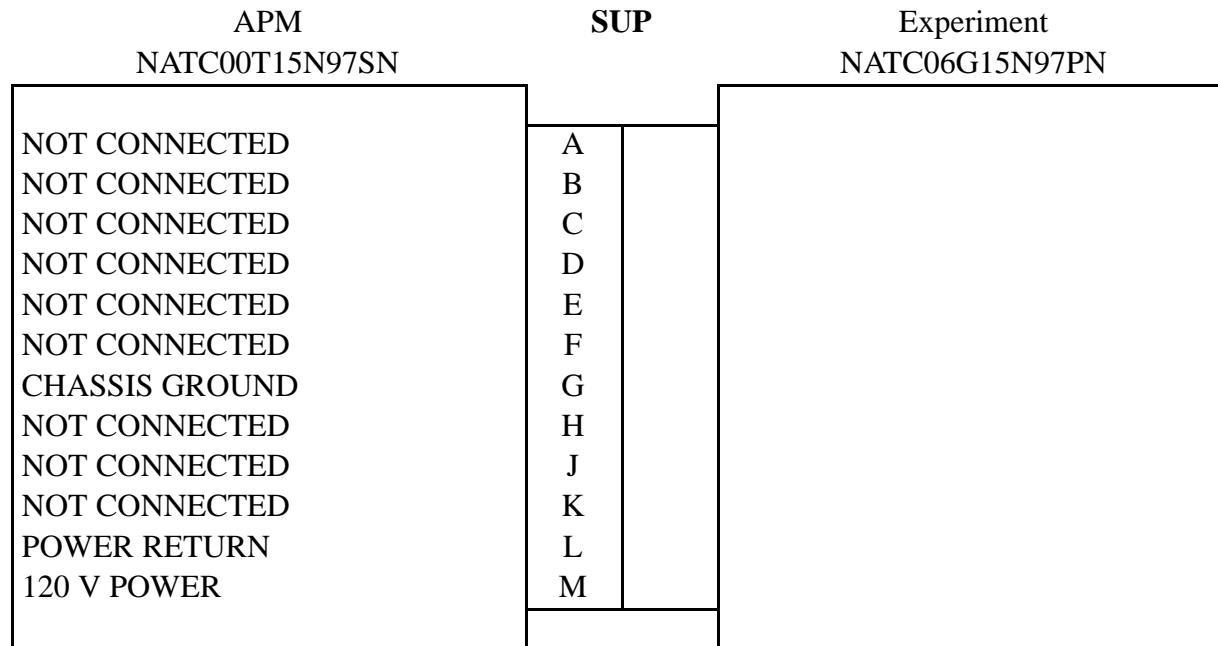 APM SUP Experiment
NATC00T15N97SN NATC06G15N97PN
NOT CONNECTED A
NOT CONNECTED B
NOT CONNECTED C
NOT CONNECTED D
NOT CONNECTED E
NOT CONNECTED F
CHASSIS GROUND G
NOT CONNECTED H
NOT CONNECTED J
NOT CONNECTED K
POWER RETURN L
120 V POWER M